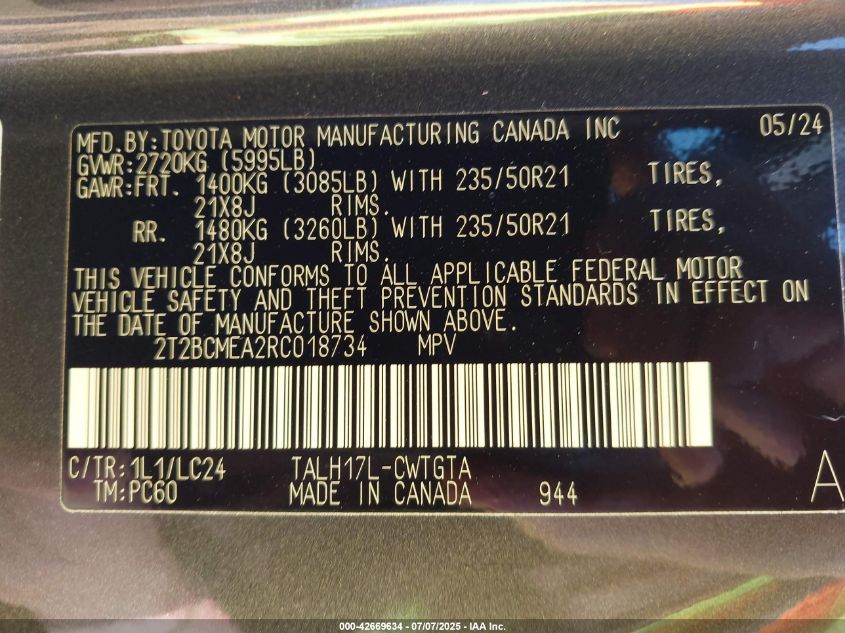 MFD.BY:TOYOTA MOTOR MANUFACTURING CANADA INC 05/24
GVWR:2720KG (5995LB)
GAWR:FRT. 1400KG (3085LB) WITH 235/50R21 TIRES,
21X8J RIMS.
RR. 1480KG (3260LB) WITH 235/50R21 TIRES,
21X8J RIMS.
THIS VEHICLE CONFORMS TO ALL APPLICABLE FEDERAL MOTOR
VEHICLE SAFETY AND THEFT PREVENTION STANDARDS IN EFFECT ON
THE DATE OF MANUFACTURE SHOWN ABOVE.
2T2BCMEA2RC018734 MPV
C/TR:1L1/LC24 TALH17L-CWTGTA
TM:PC60 MADE IN CANADA 944 A
000-42669634 - 07/07/2025 - IAA Inc.